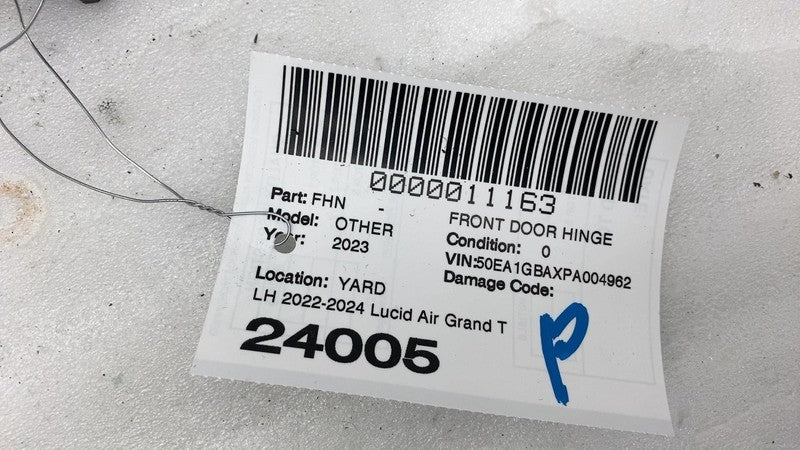 0000011163
Part: FHN -
Model: OTHER
Year: 2023
FRONT DOOR HINGE
Condition: 0
VIN:50EA1GBAXPA004962
Damage Code:
Location: YARD
LH 2022-2024 Lucid Air Grand T
24005
P